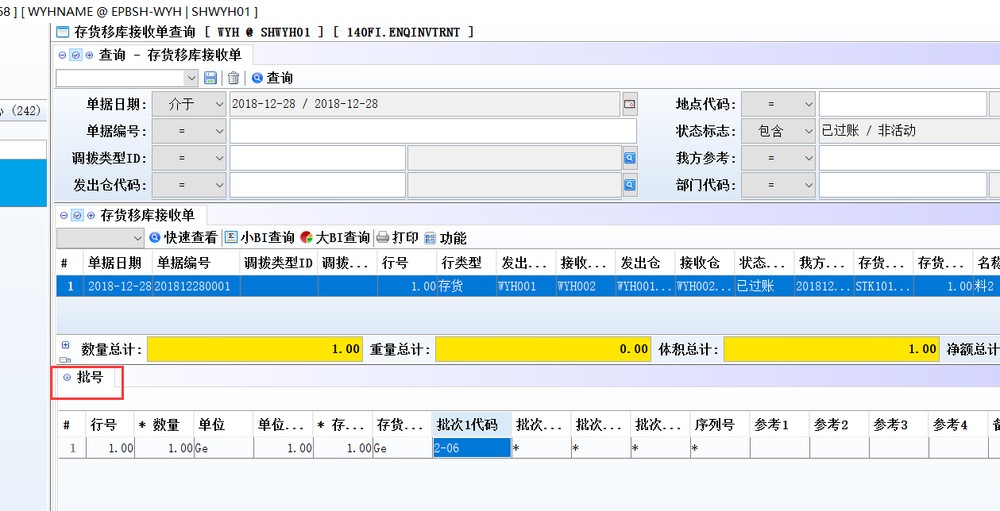 58 ] [ WYHNAME @ EPBSH-WYH | SHWYH01 ]
存货移库接收单查询 [ WYH @ SHWYH01 ] [ 140FI.ENQINVTRNT ]
查询 - 存货移库接收单
查询
(242)
单据日期: 介于 2018-12-28 / 2018-12-28 地点代码: =
单据编号: = 状态标志: 包含 已过账 / 非活动
调拨类型ID: = 我方参考: =
发出仓代码: = 部门代码: =
存货移库接收单
快速查看 小BI查询 大BI查询 打印 功能
# 单据日期 单据编号 调拨类型ID 调拨... 行号 行类型 发出... 接收... 发出仓 接收仓 状态... 我方... 存货... 存货... 名称
1 2018-12-28 201812280001 1.00 存货 WYH001 WYH002 WYH001... WYH002... 已过账 201812... STK101... 1.00 料2
数量总计: 1.00 重量总计: 0.00 体积总计: 1.00 净额总计
批号
# 行号 * 数量 单位 单位... * 存... 存货... 批次1代码 批次... 批次... 批次... 序列号 参考1 参考2 参考3 参考4
1 1.00 1.00 Ge 1.00 1.00 Ge 2-06 * * * *